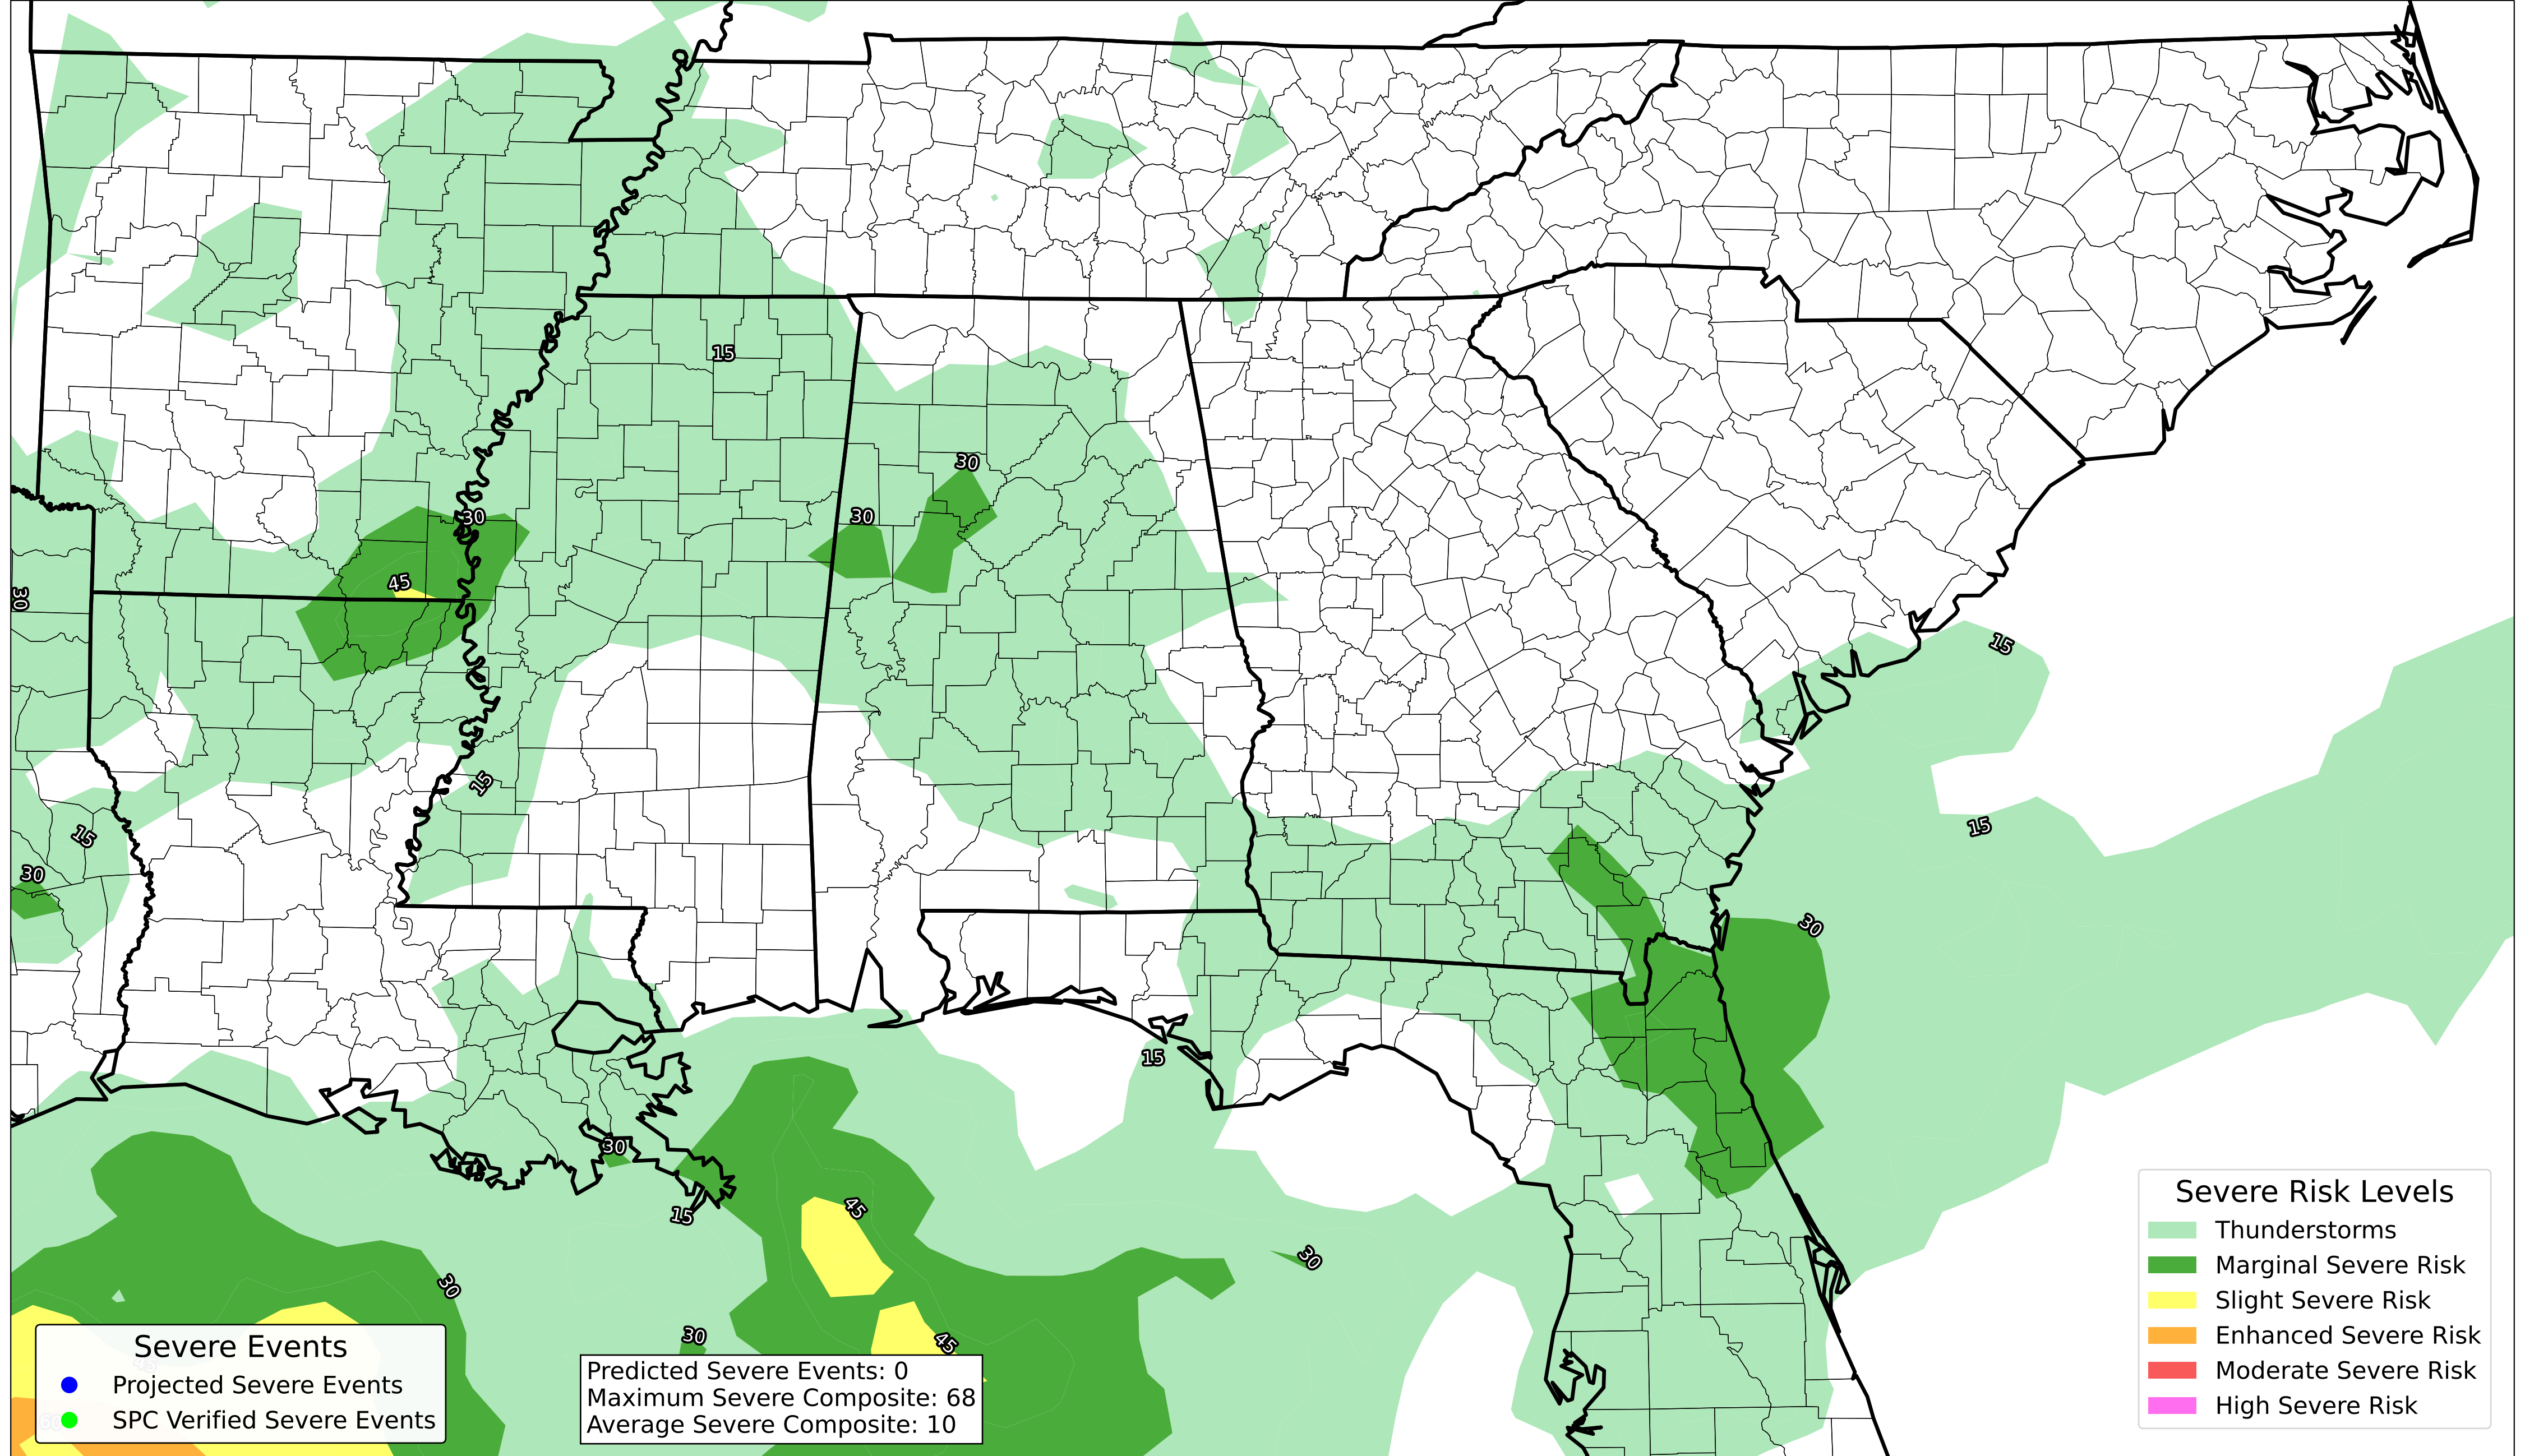 15
30
30
30
45
30
15
15
15
30
15
30
15
30
15
45
30
30
30
45
45
60
Severe Events
Projected Severe Events
SPC Verified Severe Events
Predicted Severe Events: 0
Maximum Severe Composite: 68
Average Severe Composite: 10
Severe Risk Levels
Thunderstorms
Marginal Severe Risk
Slight Severe Risk
Enhanced Severe Risk
Moderate Severe Risk
High Severe Risk